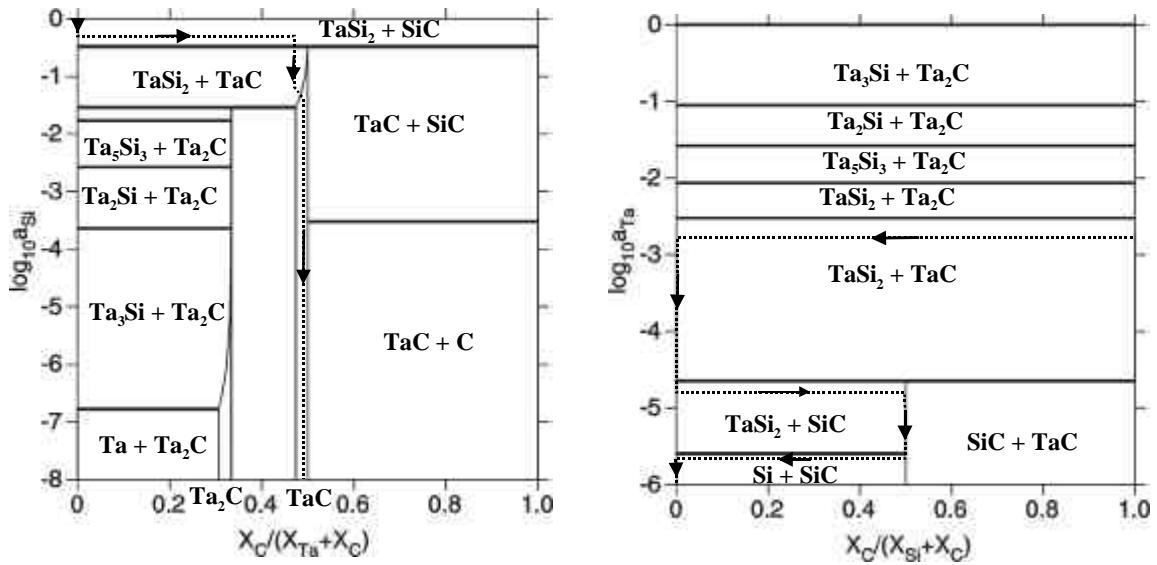 0
-1
-2
-3
-4
-5
-6
-7
-8
log₁₀aSi
TaSi₂ + SiC
TaSi₂ + TaC
TaC + SiC
Ta₅Si₃ + Ta₂C
Ta₂Si + Ta₂C
Ta₃Si + Ta₂C
TaC + C
Ta + Ta₂C
Ta₂C
TaC
0 0.2 0.4 0.6 0.8 1.0
X_C/(X_Ta+X_C)
0
-1
-2
-3
-4
-5
-6
log₁₀aTa
Ta₃Si + Ta₂C
Ta₂Si + Ta₂C
Ta₅Si₃ + Ta₂C
TaSi₂ + Ta₂C
TaSi₂ + TaC
TaSi₂ + SiC
SiC + TaC
Si + SiC
0 0.2 0.4 0.6 0.8 1.0
X_C/(X_Si+X_C)